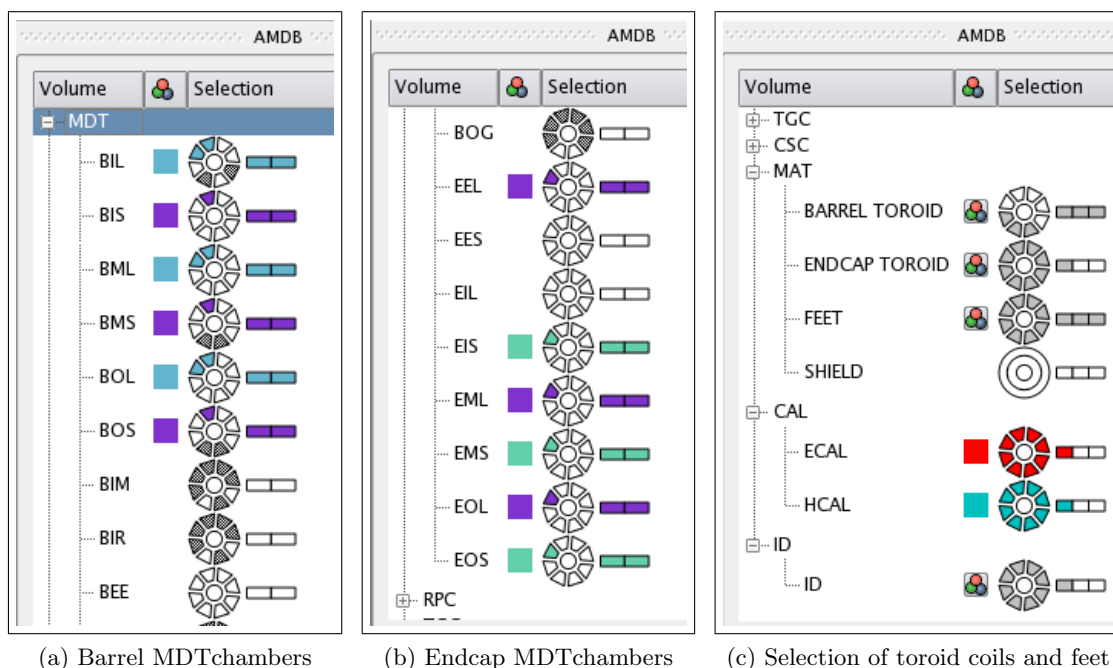 AMDB
Volume Selection
MDT
BIL
BIS
BML
BMS
BOL
BOS
BIM
BIR
BEE
(a) Barrel MDTchambers
AMDB
Volume Selection
BOG
EEL
EES
EIL
EIS
EML
EMS
EOL
EOS
RPC
(b) Endcap MDTchambers
AMDB
Volume Selection
TGC
CSC
MAT
BARREL TOROID
ENDCAP TOROID
FEET
SHIELD
CAL
ECAL
HCAL
ID
ID
(c) Selection of toroid coils and feet